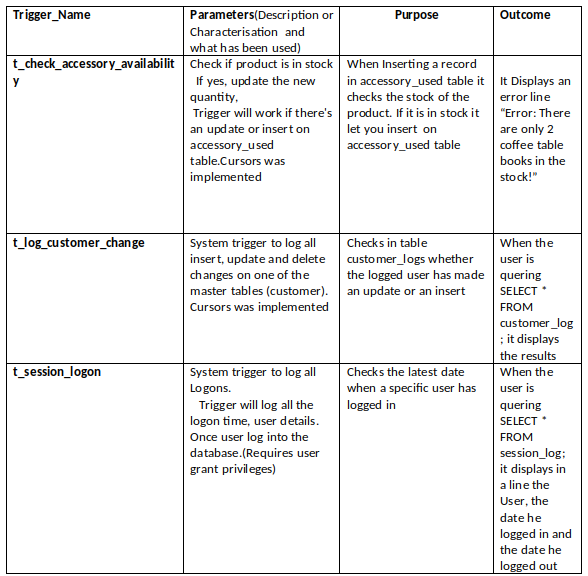 Trigger_Name
Parameters(Description or
Characterisation and
what has been used)
Purpose
Outcome
t_check_accessory_availabilit
y
Check if product is in stock
If yes, update the new
quantity,
Trigger will work if there's
an update or insert on
accessory_used
table.Cursors was
implemented
When Inserting a record
in accessory_used table it
checks the stock of the
product. If it is in stock it
let you insert on
accessory_used table
It Displays an
error line
“Error: There
are only 2
coffee table
books in the
stock!”
t_log_customer_change
System trigger to log all
insert, update and delete
changes on one of the
master tables (customer).
Cursors was implemented
Checks in table
customer_logs whether
the logged user has made
an update or an insert
When the
user is
quering
SELECT *
FROM
customer_log
; it displays
the results
t_session_logon
System trigger to log all
Logons.
Trigger will log all the
logon time, user details.
Once user log into the
database.(Requires user
grant privileges)
Checks the latest date
when a specific user has
logged in
When the
user is
quering
SELECT *
FROM
session_log;
it displays in
a line the
User, the
date he
logged in and
the date he
logged out